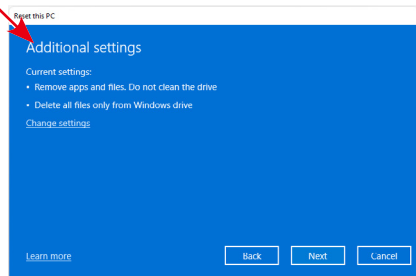 Reset this PC
Additional settings
Current settings:
• Remove apps and files. Do not clean the drive
• Delete all files only from Windows drive
Change settings
Learn more
Back
Next
Cancel